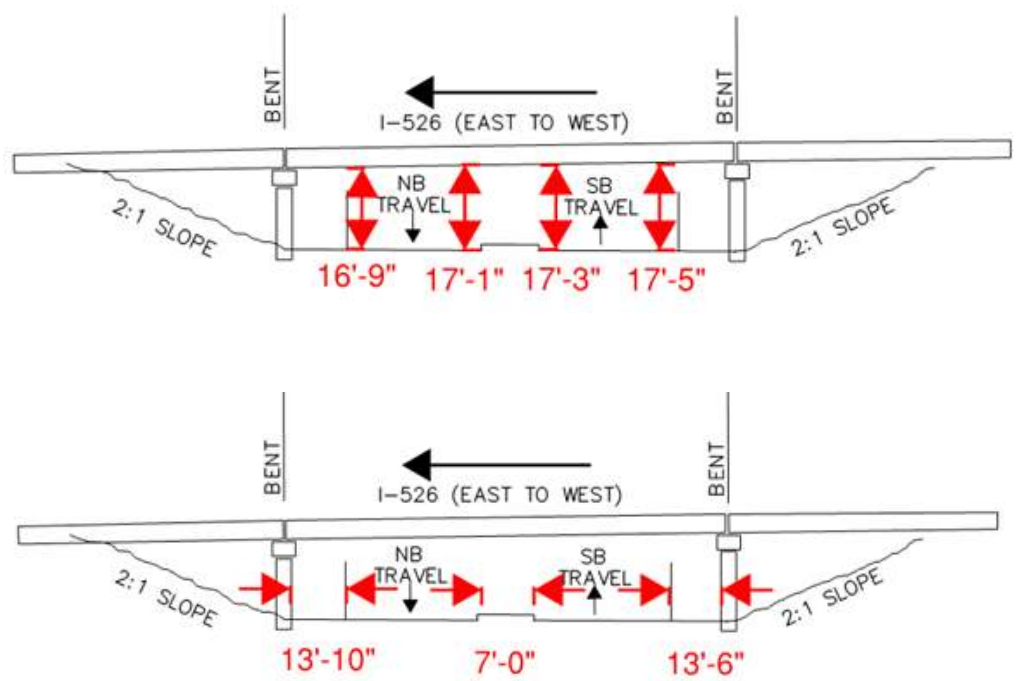 BENT
BENT
I-526 (EAST TO WEST)
NB
TRAVEL
SB
TRAVEL
2:1 SLOPE
2:1 SLOPE
16'-9" 17'-1" 17'-3" 17'-5"
BENT
BENT
I-526 (EAST TO WEST)
NB
TRAVEL
SB
TRAVEL
2:1 SLOPE
2:1 SLOPE
13'-10" 7'-0" 13'-6"